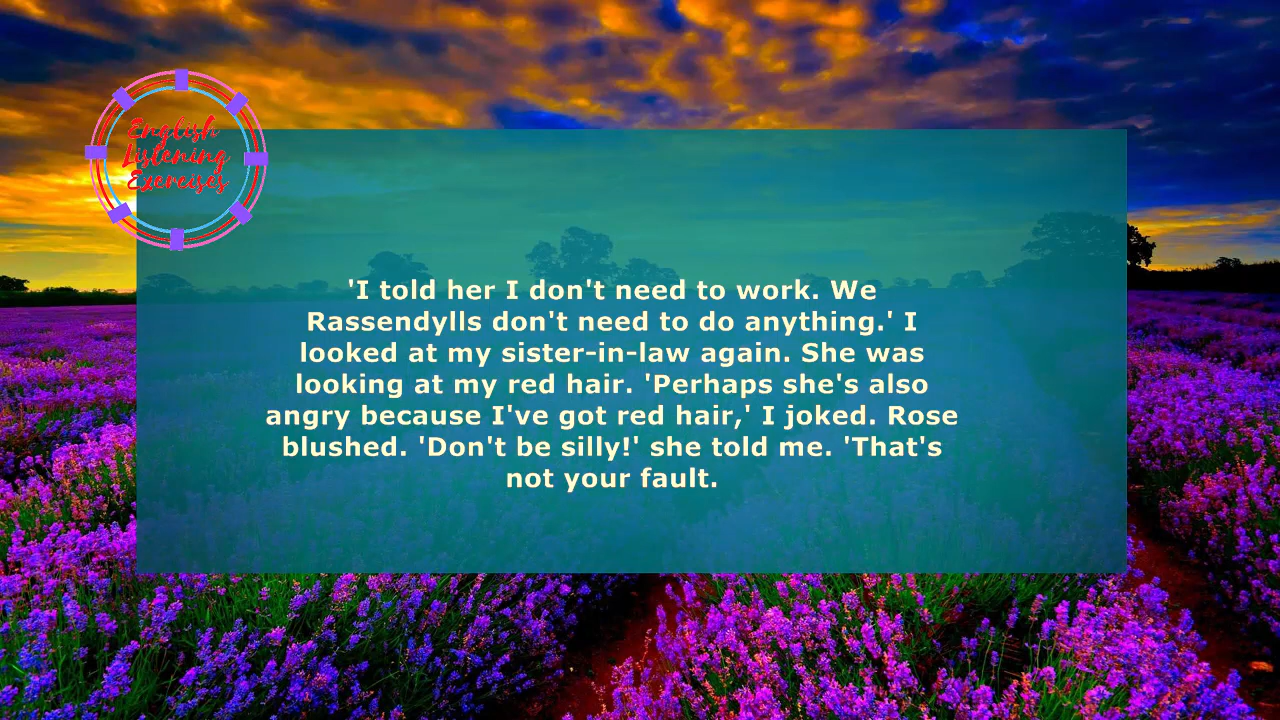 English
Listening
Exercises
'I told her I don't need to work. We
Rassendylls don't need to do anything.' I
looked at my sister-in-law again. She was
looking at my red hair. 'Perhaps she's also
angry because I've got red hair,' I joked. Rose
blushed. 'Don't be silly!' she told me. 'That's
not your fault.